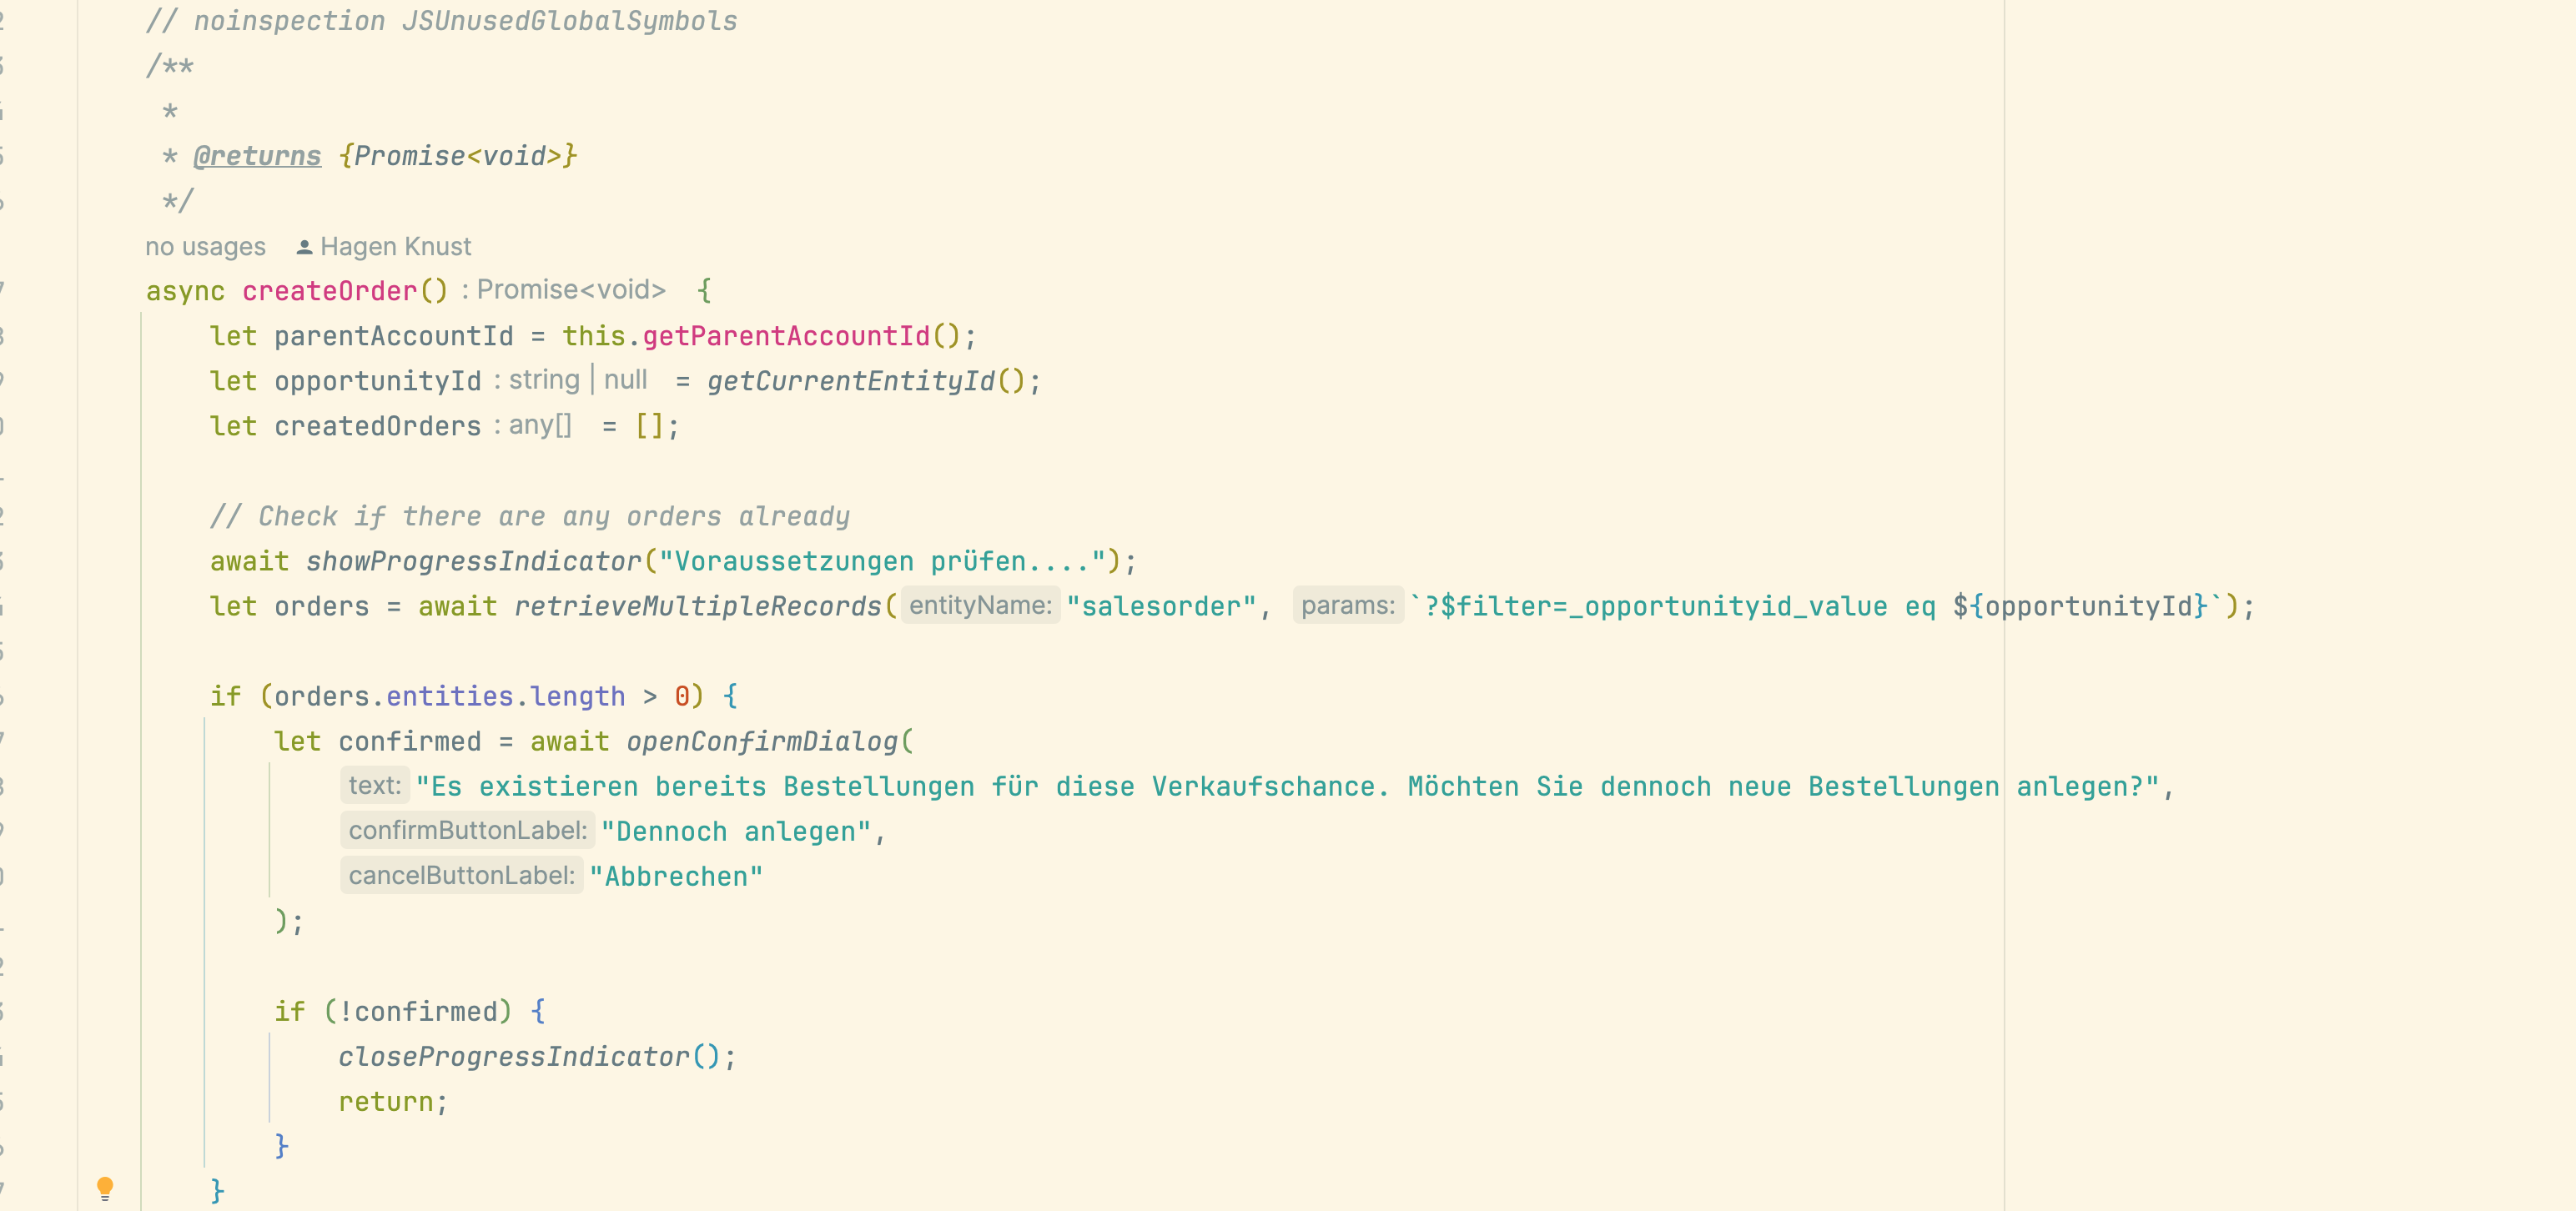 // noinspection JSUnusedGlobalSymbols
/**
*
* @returns {Promise<void>}
*/
no usages Hagen Knust
async createOrder() : Promise<void> {
let parentAccountId = this.getParentAccountId();
let opportunityId : string | null = getCurrentEntityId();
let createdOrders : any[] = [];
// Check if there are any orders already
await showProgressIndicator("Voraussetzungen prüfen....");
let orders = await retrieveMultipleRecords( entityName: "salesorder", params: `?$filter=_opportunityid_value eq ${opportunityId}`);
if (orders.entities.length > 0) {
let confirmed = await openConfirmDialog(
text: "Es existieren bereits Bestellungen für diese Verkaufschance. Möchten Sie dennoch neue Bestellungen anlegen?",
confirmButtonLabel: "Dennoch anlegen",
cancelButtonLabel: "Abbrechen"
);
if (!confirmed) {
closeProgressIndicator();
return;
}
}